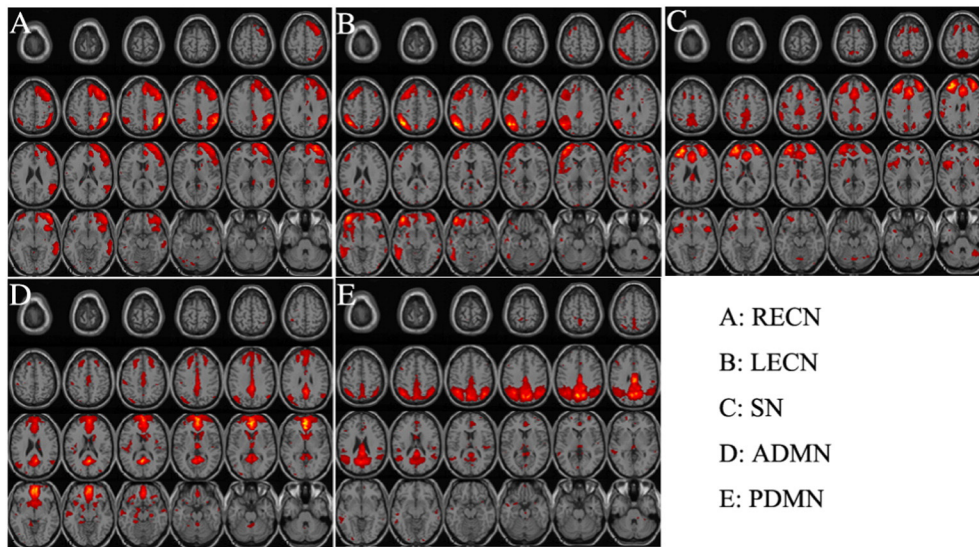 A
B
C
D
E
A: RECN
B: LECN
C: SN
D: ADMN
E: PDMN